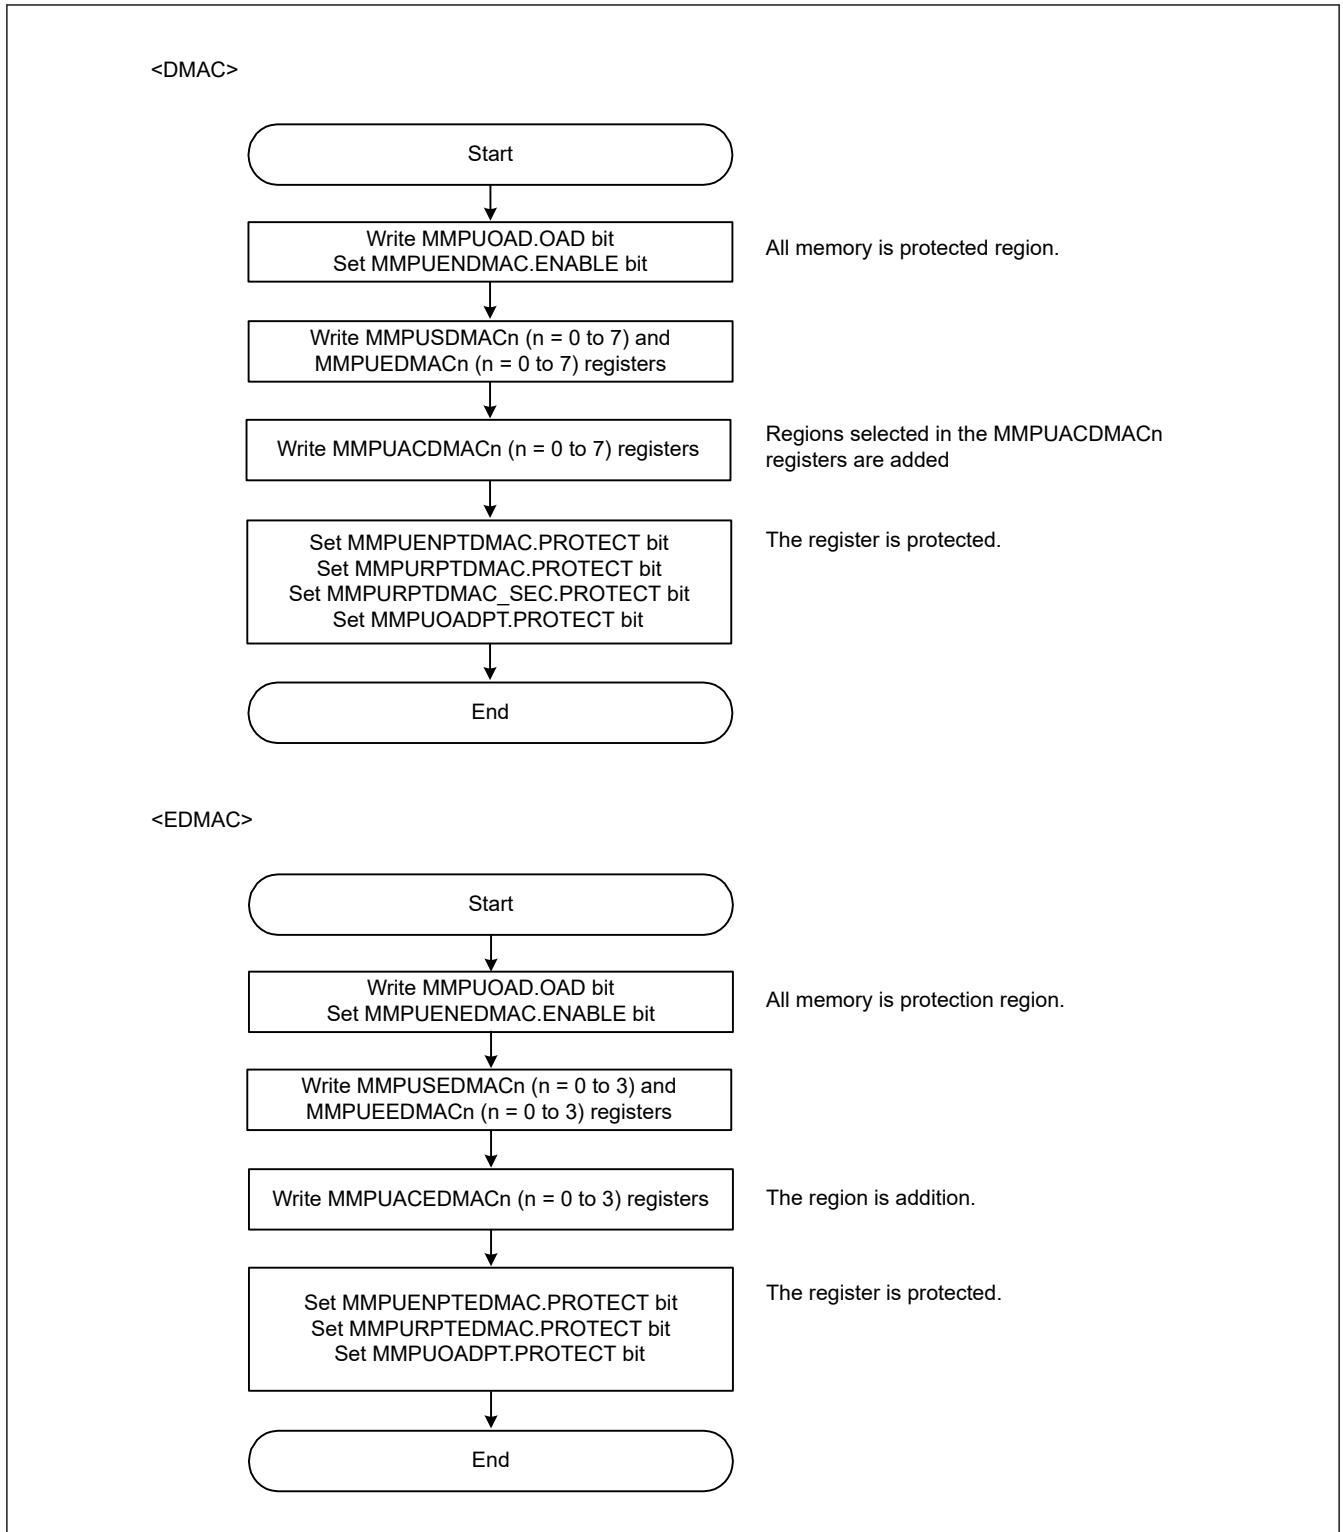 <DMAC>
Start
Write MMPUOAD.OAD bit
Set MMPUENDMAC.ENABLE bit
All memory is protected region.
Write MMPUSDMACn (n = 0 to 7) and
MMPUEDMACn (n = 0 to 7) registers
Write MMPUACDMACn (n = 0 to 7) registers
Regions selected in the MMPUACDMACn
registers are added
Set MMPUENPTDMAC.PROTECT bit
Set MMPURPTDMAC.PROTECT bit
Set MMPURPTDMAC_SEC.PROTECT bit
Set MMPUOADPT.PROTECT bit
The register is protected.
End
<EDMAC>
Start
Write MMPUOAD.OAD bit
Set MMPUENEDMAC.ENABLE bit
All memory is protection region.
Write MMPUSEDMACn (n = 0 to 3) and
MMPUEEDMACn (n = 0 to 3) registers
Write MMPUACEDMACn (n = 0 to 3) registers
The region is addition.
Set MMPUENPTEDMAC.PROTECT bit
Set MMPURPTEDMAC.PROTECT bit
Set MMPUOADPT.PROTECT bit
The register is protected.
End